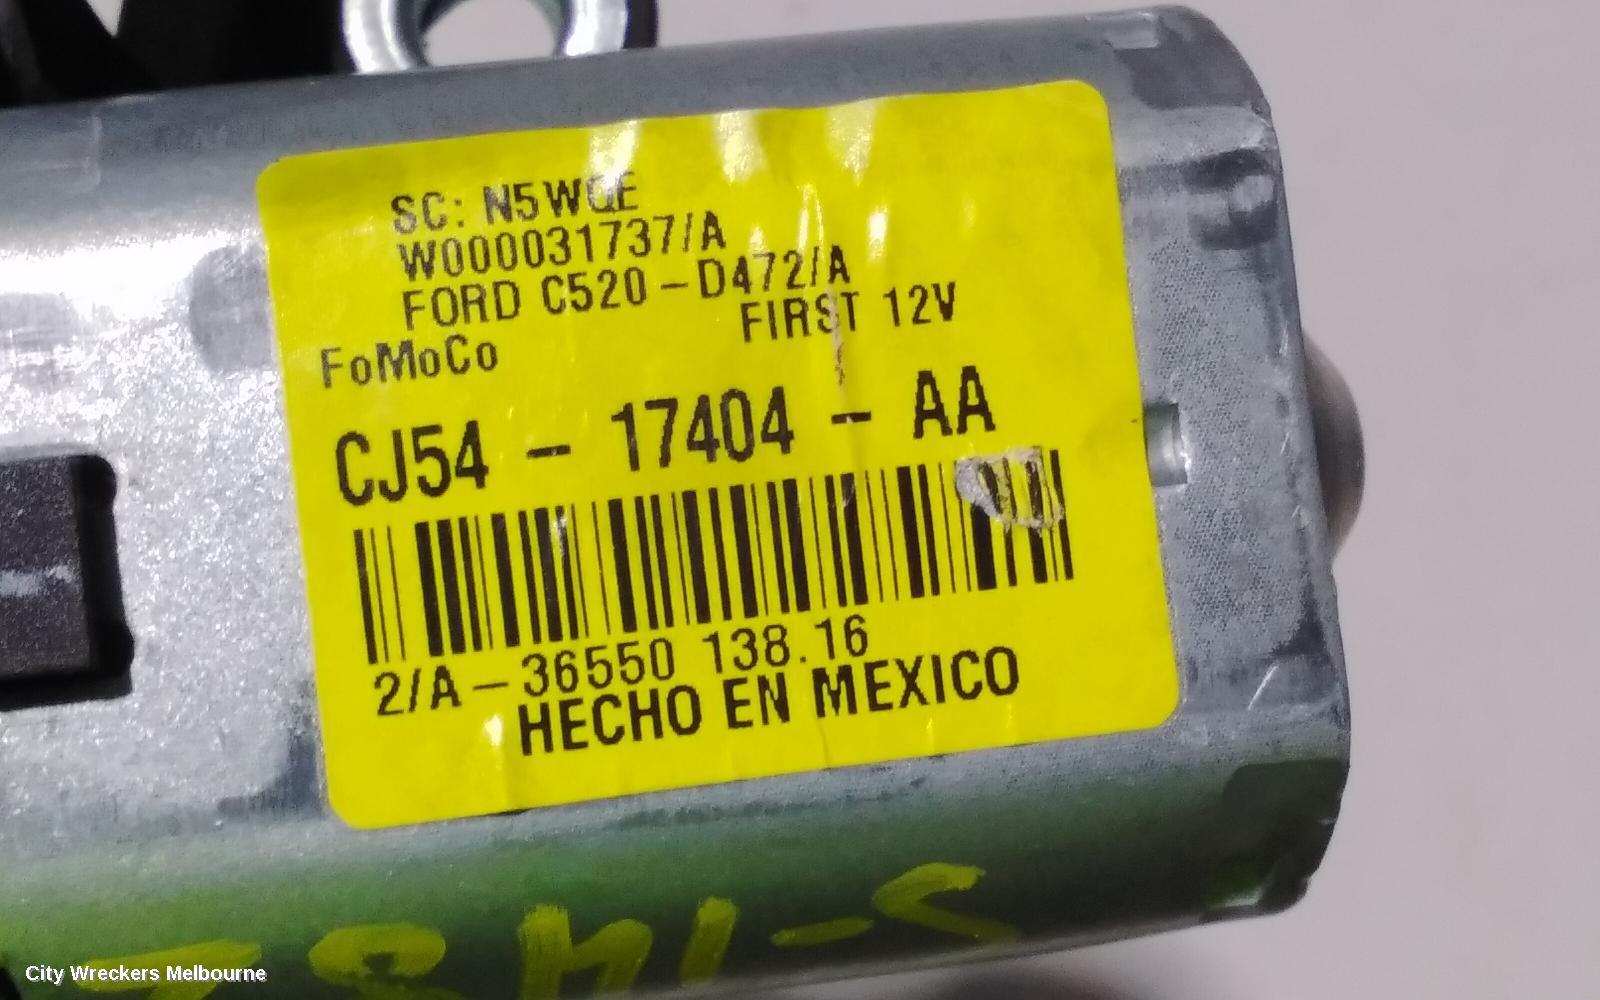 SC: N5WQE
W000031737/A
FORD C520-D472/A
FIRST 12V
FoMoCo
CJ54 - 17404 - AA
2/A-36550 138.16
HECHO EN MEXICO
City Wreckers Melbourne